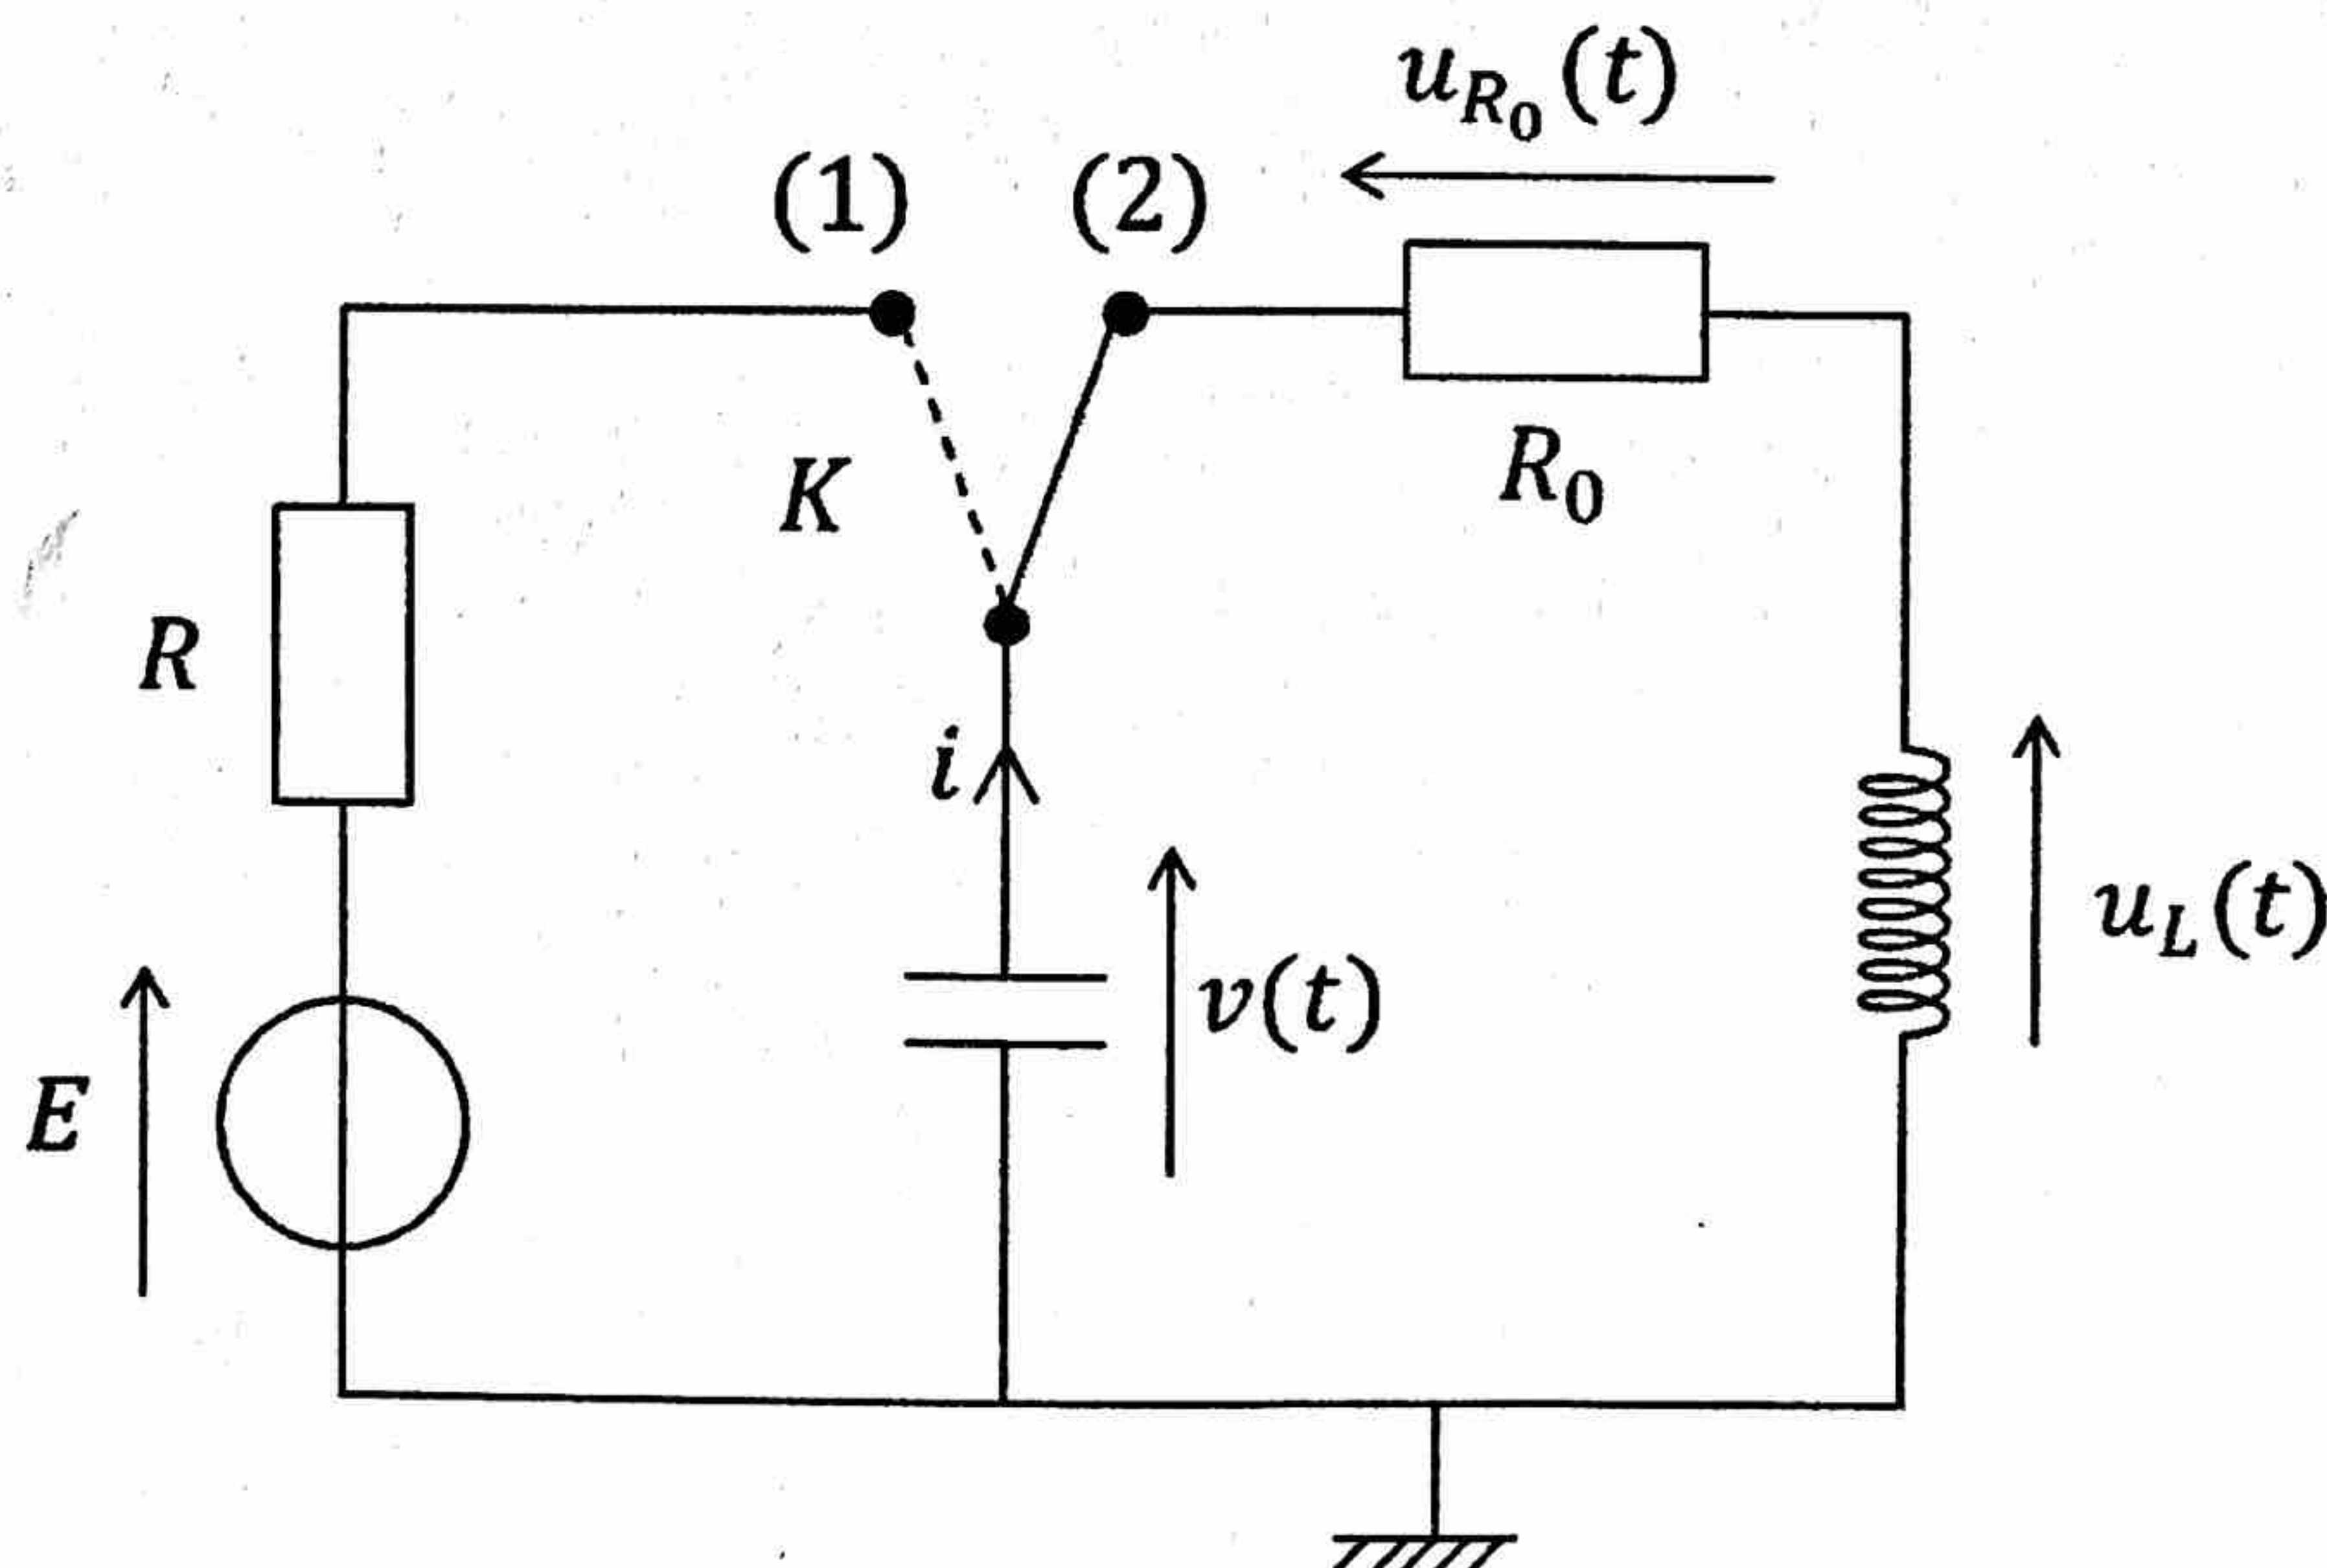 u_{R_0}(t)
(1) (2)
K
R_0
R
i
v(t)
u_L(t)
E